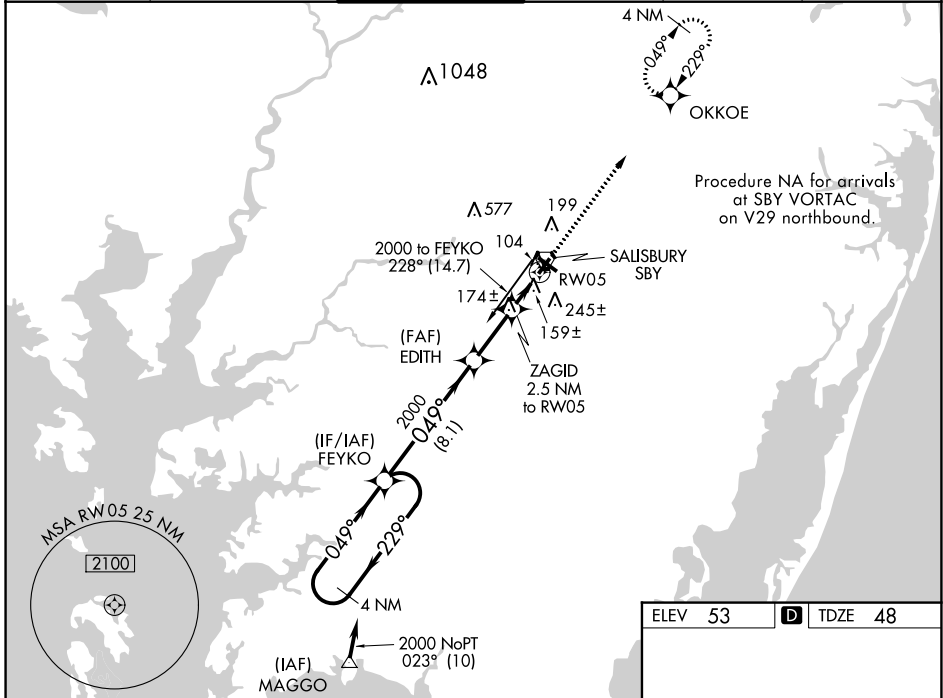 4 NM
049°
229°
1048
OKKOE
Procedure NA for arrivals
at SBY VORTAC
on V29 northbound.
577
199
2000 to FEYKO
228° (14.7)
104
SALISBURY
SBY
RW05
174±
245±
159±
(FAF)
EDITH
ZAGID
2.5 NM
to RW05
2000
049°
(8.1)
(IF/IAF)
FEYKO
MSA RW05 25 NM
2100
049°
229°
4 NM
2000 NoPT
023° (10)
(IAF)
MAGGO
ELEV 53 D TDZE 48